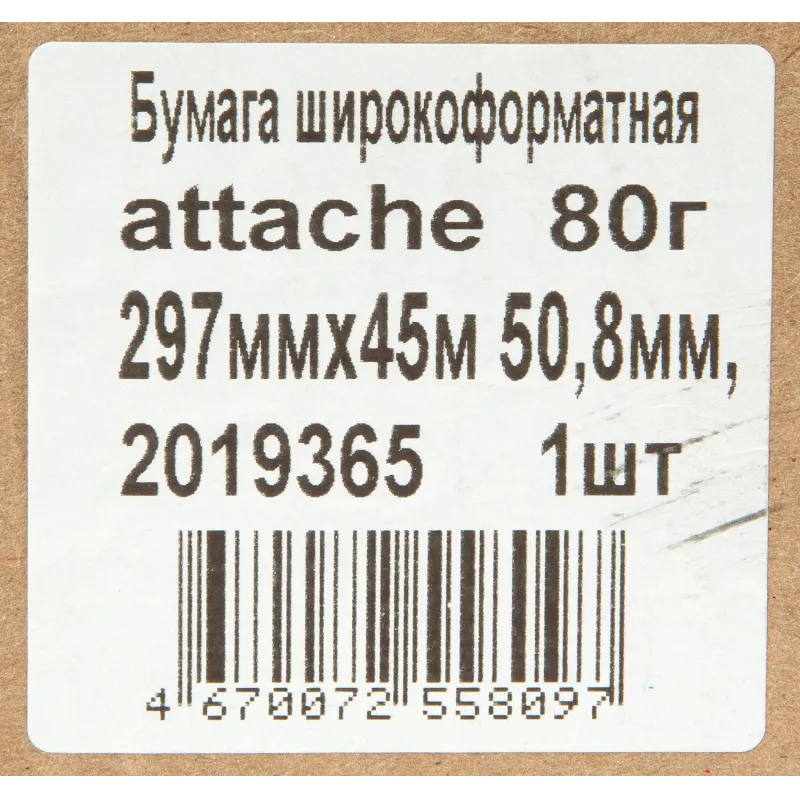 Бумага широкоформатная
attache 80г
297ммх45м 50,8мм,
2019365 1шт
4 670072 558097